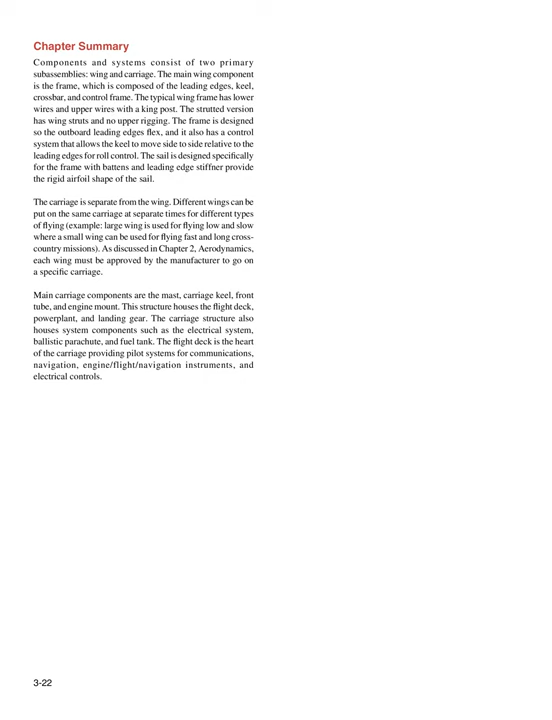 Chapter Summary
Components and systems consist of two primary
subassemblies: wing and carriage. The main wing component
is the frame, which is composed of the leading edges, keel,
crossbar, and control frame. The typical wing frame has lower
wires and upper wires with a king post. The strutted version
has wing struts and no upper rigging. The frame is designed
so the outboard leading edges flex, and it also has a control
system that allows the keel to move side to side relative to the
leading edges for roll control. The sail is designed specifically
for the frame with battens and leading edge stiffner provide
the rigid airfoil shape of the sail.
The carriage is separate from the wing. Different wings can be
put on the same carriage at separate times for different types
of flying (example: large wing is used for flying low and slow
where a small wing can be used for flying fast and long cross-
country missions). As discussed in Chapter 2, Aerodynamics,
each wing must be approved by the manufacturer to go on
a specific carriage.
Main carriage components are the mast, carriage keel, front
tube, and engine mount. This structure houses the flight deck,
powerplant, and landing gear. The carriage structure also
houses system components such as the electrical system,
ballistic parachute, and fuel tank. The flight deck is the heart
of the carriage providing pilot systems for communications,
navigation, engine/flight/navigation instruments, and
electrical controls.
3-22